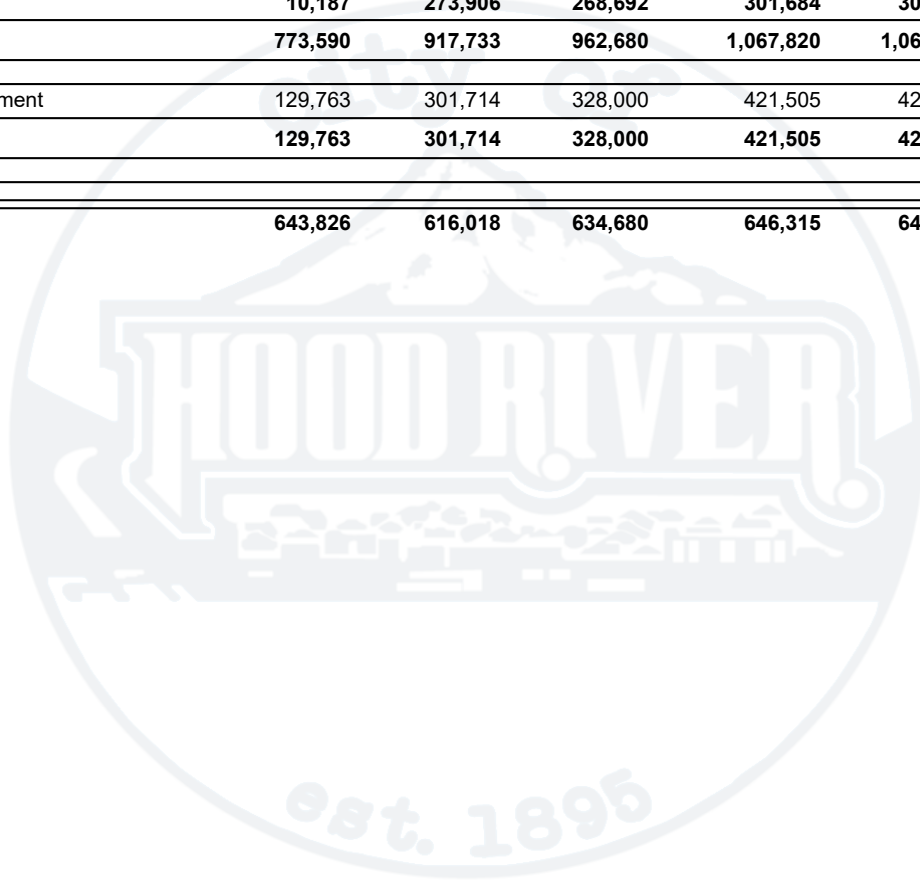 10,187 273,906 268,692 301,684 30
773,590 917,733 962,680 1,067,820 1,06
ment 129,763 301,714 328,000 421,505 42
129,763 301,714 328,000 421,505 42
643,826 616,018 634,680 646,315 64
city of
HOOD RIVER
est. 1895